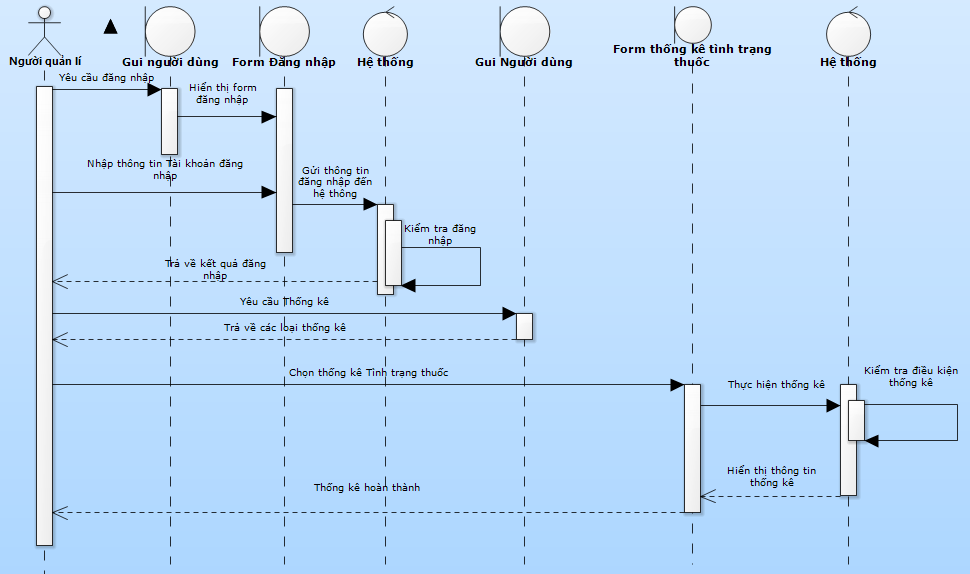 Người quản lí
Gui người dùng
Form Đăng nhập
Hệ thống
Gui Người dùng
Form thống kê tình trạng
thuốc
Hệ thống
Yêu cầu đăng nhập
Hiển thị form
đăng nhập
Nhập thông tin Tài khoản đăng
nhập
Gửi thông tin
đăng nhập đến
hệ thông
Kiểm tra đăng
nhập
Trả về kết quả đăng
nhập
Yêu cầu Thống kê
Trả về các loại thống kê
Chọn thống kê Tình trạng thuốc
Thực hiện thống kê
Kiểm tra điều kiện
thống kê
Hiển thị thông tin
thống kê
Thống kê hoàn thành